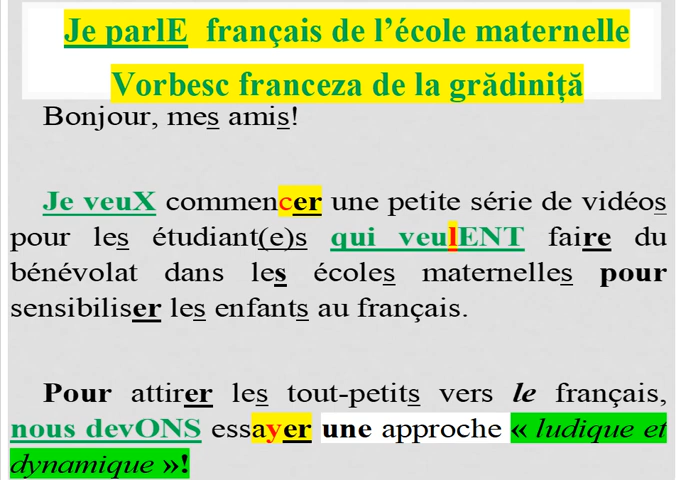 Je parlE français de l’école maternelle
Vorbesc franceza de la grădiniță
Bonjour, mes amis!
Je veuX commencer une petite série de vidéos
pour les étudiant(e)s qui veulENT faire du
bénévolat dans les écoles maternelles pour
sensibiliser les enfants au français.
Pour attirer les tout-petits vers le français,
nous devONS essayer une approche « ludique et
dynamique »!